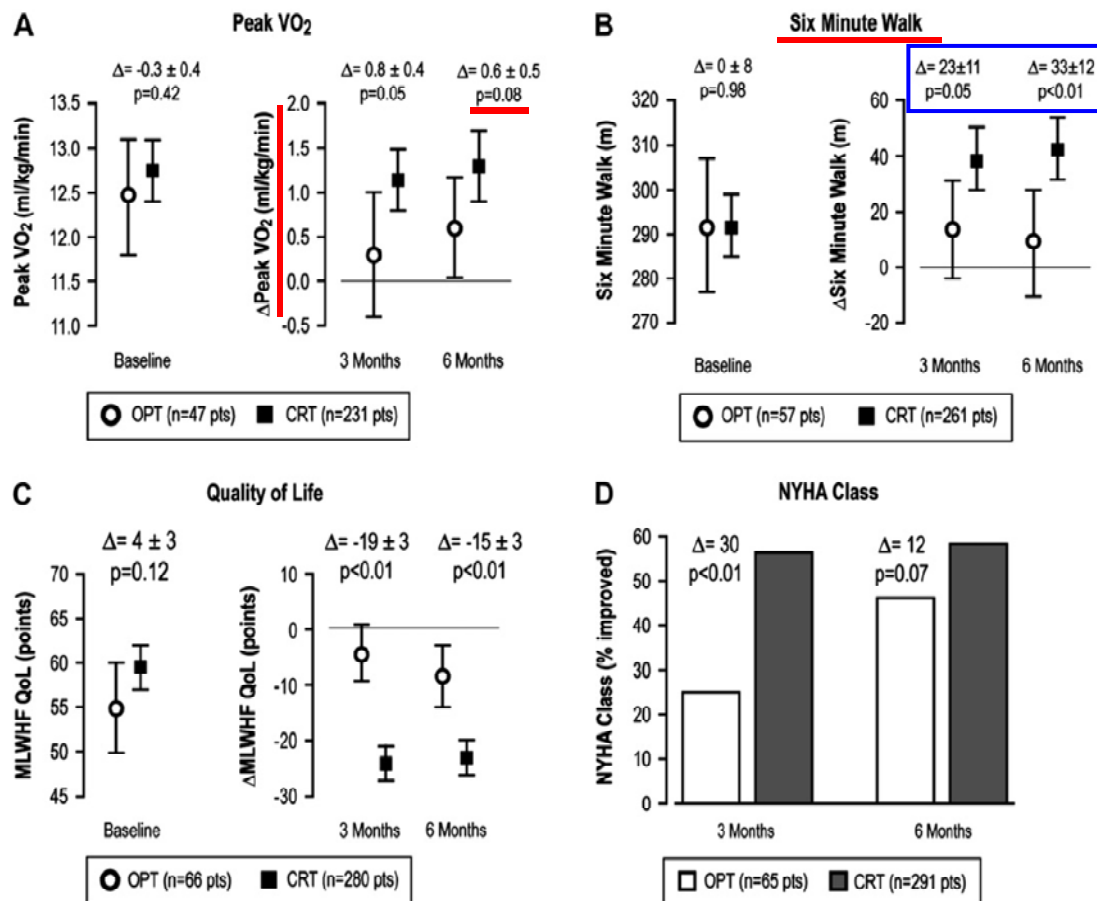 A
Peak VO₂
Δ= -0.3 ± 0.4
p=0.42
Δ= 0.8 ± 0.4
p=0.05
Δ= 0.6 ± 0.5
p=0.08
Peak VO₂ (ml/kg/min)
13.5
13.0
12.5
12.0
11.5
11.0
Baseline
ΔPeak VO₂ (ml/kg/min)
2.0
1.5
1.0
0.5
0.0
-0.5
3 Months
6 Months
OPT (n=47 pts)
CRT (n=231 pts)
B
Six Minute Walk
Δ= 0 ± 8
p=0.98
Δ= 23±11
p=0.05
Δ= 33±12
p<0.01
Six Minute Walk (m)
330
320
310
300
290
280
270
Baseline
ΔSix Minute Walk (m)
60
40
20
0
-20
3 Months
6 Months
OPT (n=57 pts)
CRT (n=261 pts)
C
Quality of Life
Δ= 4 ± 3
p=0.12
Δ= -19 ± 3
p<0.01
Δ= -15 ± 3
p<0.01
MLWHF QoL (points)
70
65
60
55
50
45
Baseline
ΔMLWHF QoL (points)
10
0
-10
-20
-30
3 Months
6 Months
OPT (n=66 pts)
CRT (n=280 pts)
D
NYHA Class
Δ= 30
p<0.01
Δ= 12
p=0.07
NYHA Class (% improved)
60
50
40
30
20
10
0
3 Months
6 Months
OPT (n=65 pts)
CRT (n=291 pts)